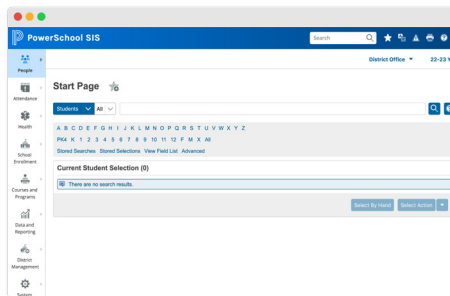 PowerSchool SIS
Search
District Office
22-23
People
Attendance
Health
School
Enrollment
Courses and
Programs
Data and
Reporting
District
Management
System
Start Page
Students All
A B C D E F G H I J K L M N O P Q R S T U V W X Y Z
PK4 K 1 2 3 4 5 6 7 8 9 10 11 12 F M X All
Stored Searches Stored Selections View Field List Advanced
Current Student Selection (0)
There are no search results.
Select By Hand Select Action